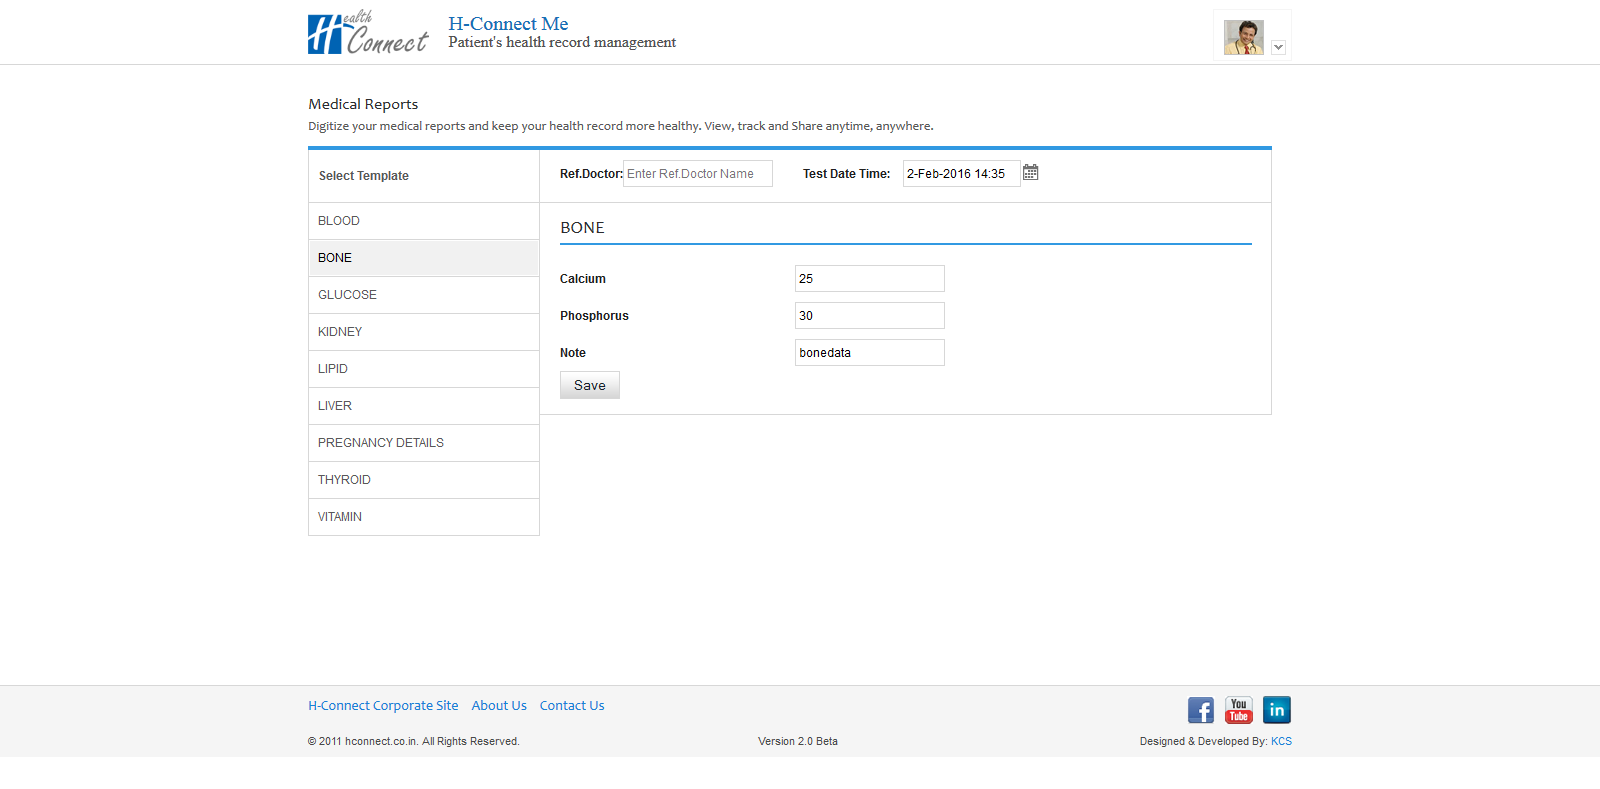 Health
Connect
H-Connect Me
Patient's health record management
Medical Reports
Digitize your medical reports and keep your health record more healthy. View, track and Share anytime, anywhere.
Select Template
Ref.Doctor: Enter Ref.Doctor Name Test Date Time: 2-Feb-2016 14:35
BLOOD
BONE
GLUCOSE
KIDNEY
LIPID
LIVER
PREGNANCY DETAILS
THYROID
VITAMIN
BONE
Calcium 25
Phosphorus 30
Note bonedata
Save
H-Connect Corporate Site About Us Contact Us
f You Tube in
© 2011 hconnect.co.in. All Rights Reserved. Version 2.0 Beta Designed & Developed By: KCS